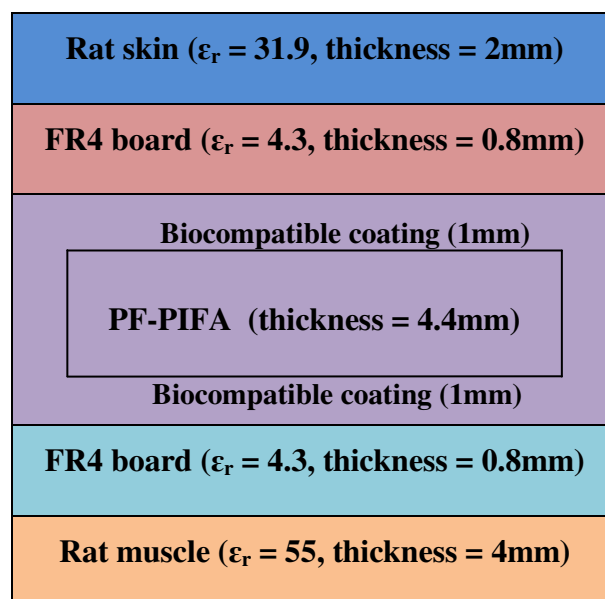 Rat skin (εr = 31.9, thickness = 2mm)
FR4 board (εr = 4.3, thickness = 0.8mm)
Biocompatible coating (1mm)
PF-PIFA (thickness = 4.4mm)
Biocompatible coating (1mm)
FR4 board (εr = 4.3, thickness = 0.8mm)
Rat muscle (εr = 55, thickness = 4mm)